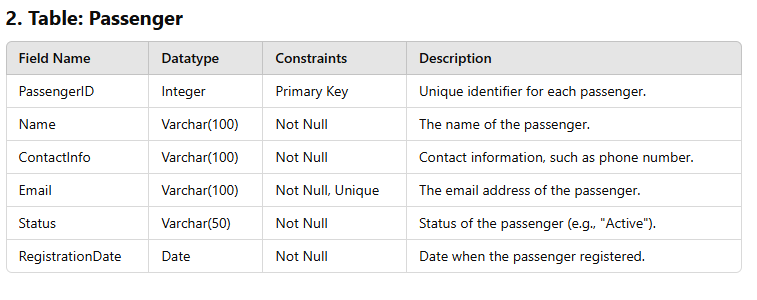 2. Table: Passenger
Field Name Datatype Constraints Description
PassengerID Integer Primary Key Unique identifier for each passenger.
Name Varchar(100) Not Null The name of the passenger.
ContactInfo Varchar(100) Not Null Contact information, such as phone number.
Email Varchar(100) Not Null, Unique The email address of the passenger.
Status Varchar(50) Not Null Status of the passenger (e.g., "Active").
RegistrationDate Date Not Null Date when the passenger registered.